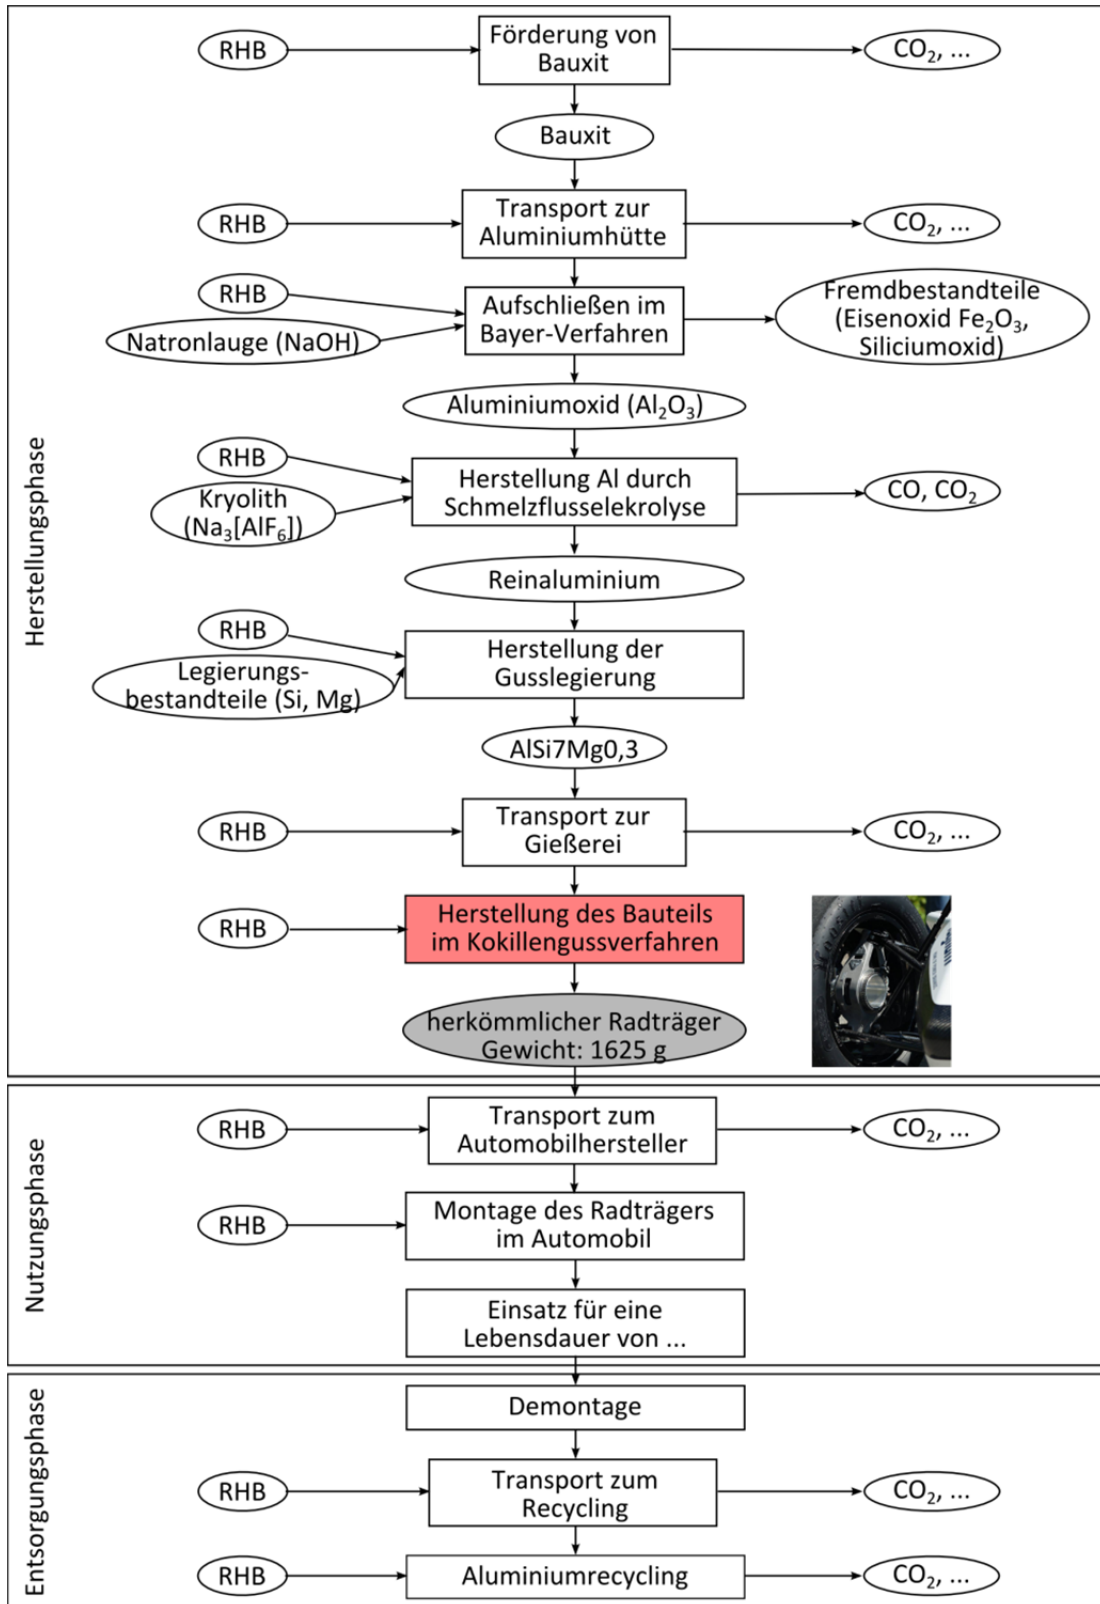 Herstellungsphase
RHB
Förderung von
Bauxit
CO₂, ...
Bauxit
RHB
Transport zur
Aluminiumhütte
CO₂, ...
RHB
Natronlauge (NaOH)
Aufschließen im
Bayer-Verfahren
Fremdbestandteile
(Eisenoxid Fe₂O₃,
Siliciumoxid)
Aluminiumoxid (Al₂O₃)
RHB
Kryolith
(Na₃[AlF₆])
Herstellung Al durch
Schmelzflusselekrolyse
CO, CO₂
Reinaluminium
RHB
Legierungs-
bestandteile (Si, Mg)
Herstellung der
Gusslegierung
AlSi7Mg0,3
RHB
Transport zur
Gießerei
CO₂, ...
RHB
Herstellung des Bauteils
im Kokillengussverfahren
herkömmlicher Radträger
Gewicht: 1625 g
Nutzungsphase
RHB
Transport zum
Automobilhersteller
CO₂, ...
RHB
Montage des Radträgers
im Automobil
Einsatz für eine
Lebensdauer von ...
Entsorgungsphase
Demontage
RHB
Transport zum
Recycling
CO₂, ...
RHB
Aluminiumrecycling
CO₂, ...